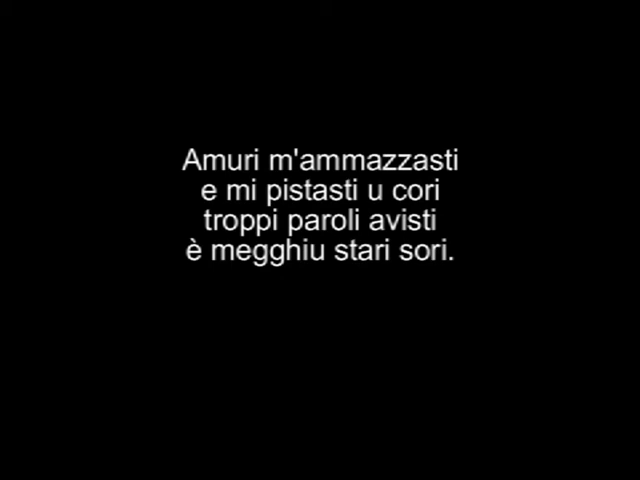 Amuri m'ammazzasti
e mi pistasti u cori
troppi paroli avisti
è megghiu stari sori.